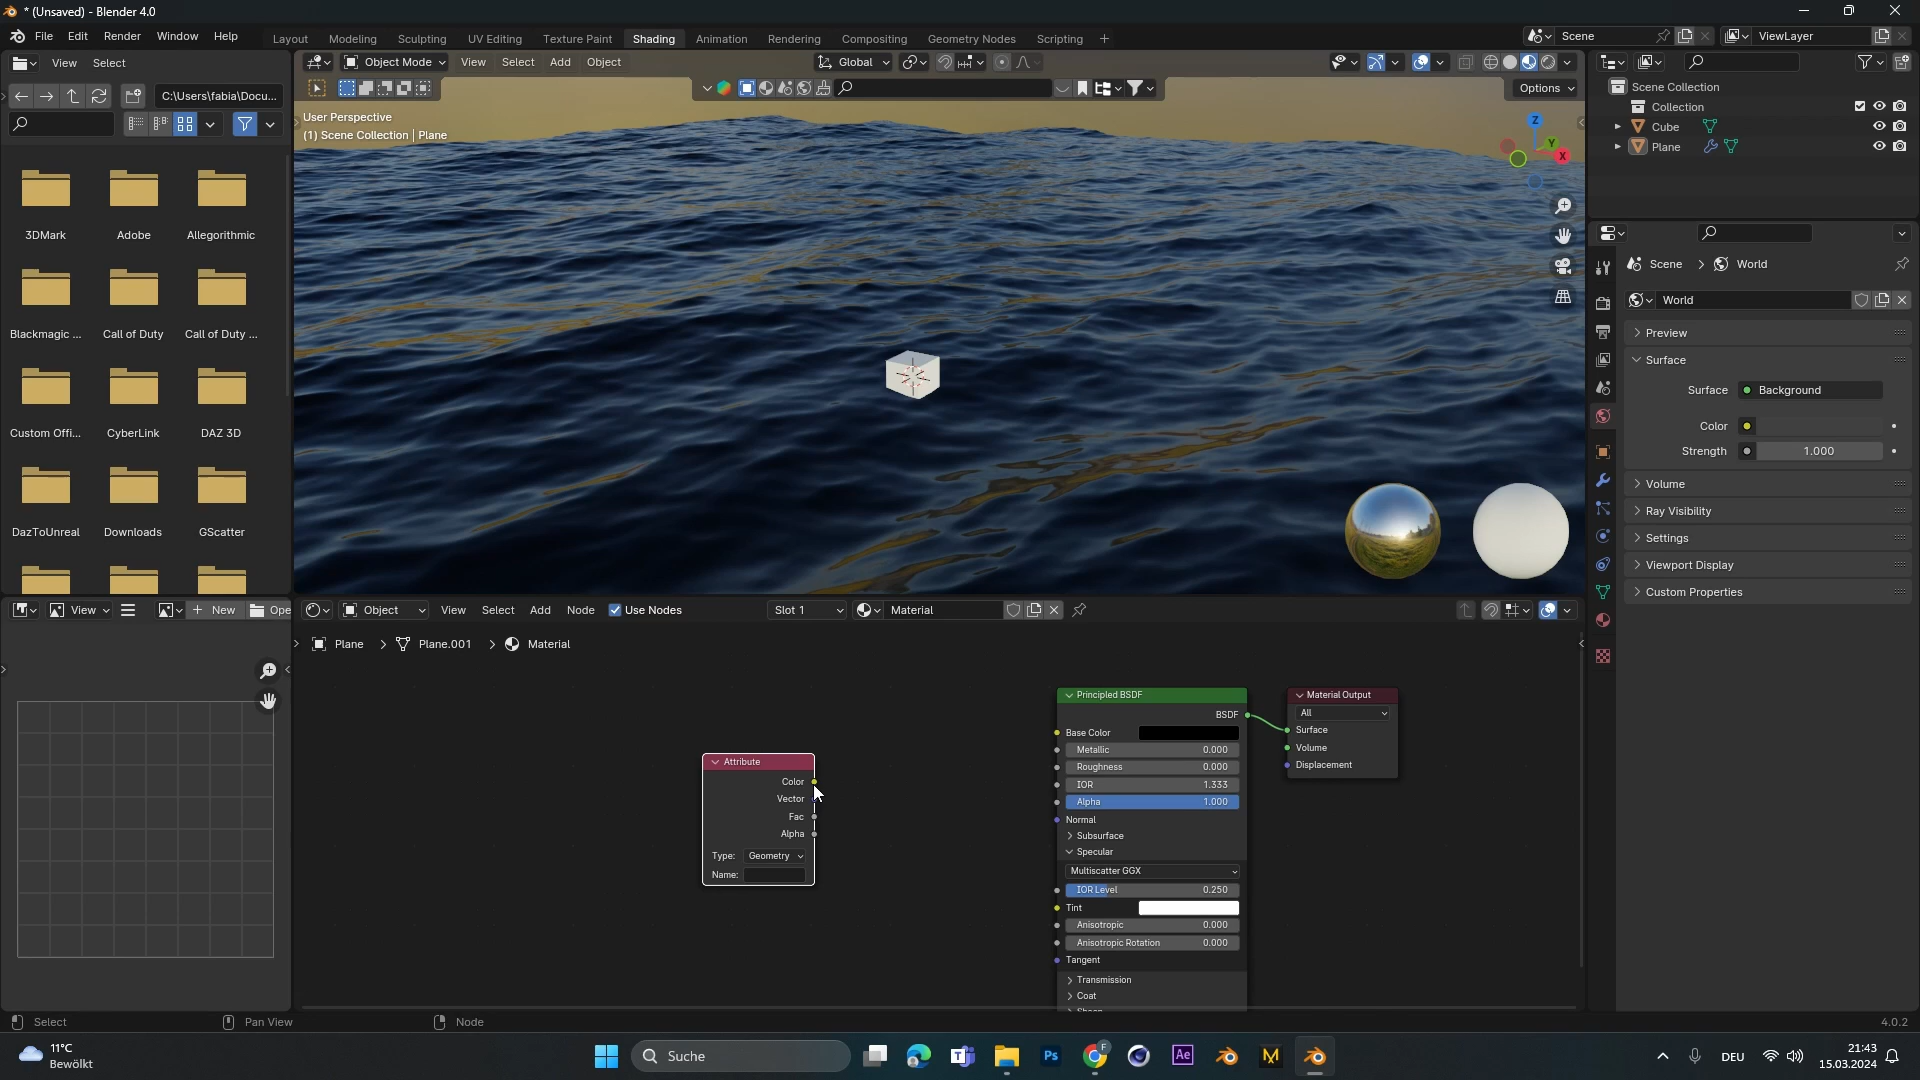 * (Unsaved) - Blender 4.0
File Edit Render Window Help
Layout Modeling Sculpting UV Editing Texture Paint Shading Animation Rendering Compositing Geometry Nodes Scripting +
Scene
ViewLayer
View Select
Object Mode View Select Add Object
Global
C:\Users\fabia\Docu...
Options
User Perspective
(1) Scene Collection | Plane
Z
Y
X
Scene Collection
Collection
Cube
Plane
3DMark Adobe Allegorithmic
Blackmagic ... Call of Duty Call of Duty ...
Custom Offi... CyberLink DAZ 3D
DazToUnreal Downloads GScatter
Scene World
World
Preview
Surface
Surface Background
Color
Strength 1.000
Volume
Ray Visibility
Settings
Viewport Display
Custom Properties
View New Ope
Object View Select Add Node Use Nodes Slot 1 Material
Plane Plane.001 Material
Attribute
Color
Vector
Fac
Alpha
Type: Geometry
Name:
Principled BSDF
BSDF
Base Color
Metallic 0.000
Roughness 0.000
IOR 1.333
Alpha 1.000
Normal
Subsurface
Specular
Multiscatter GGX
IOR Level 0.250
Tint
Anisotropic 0.000
Anisotropic Rotation 0.000
Tangent
Transmission
Coat
Material Output
All
Surface
Volume
Displacement
Select Pan View Node 4.0.2
11°C
Bewölkt
Suche
F
Ps
Ae
M
DEU
21:43
15.03.2024